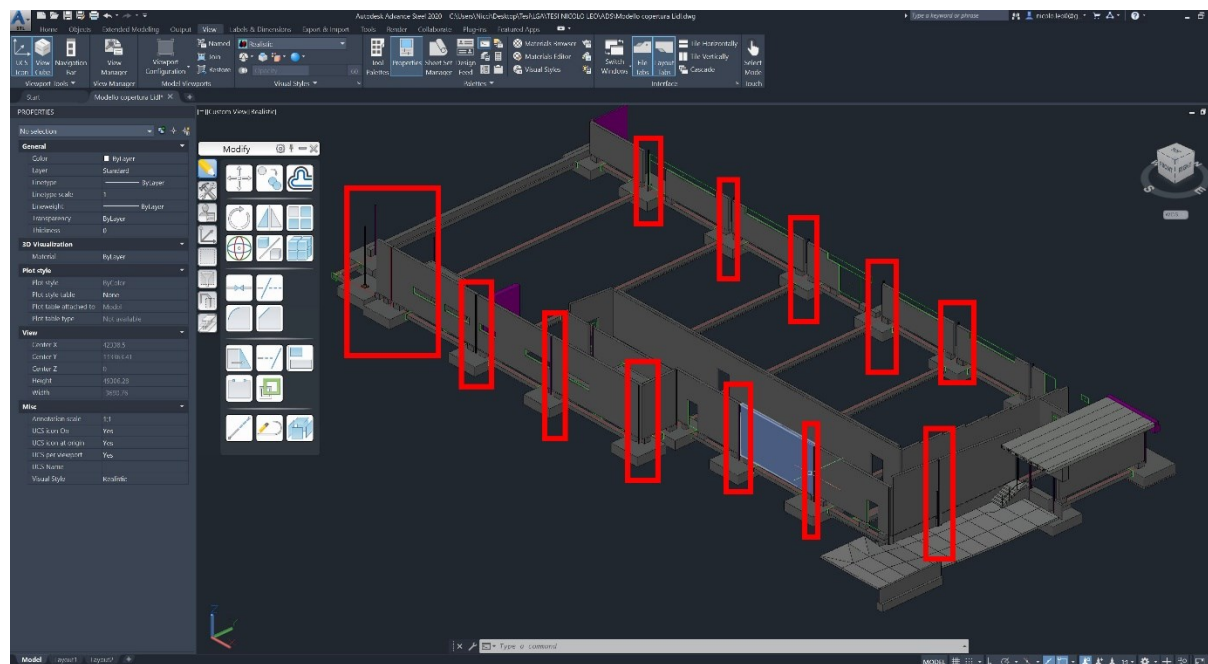 Autodesk Advance Steel 2020 C:\Users\Nicol\Desktop\Tesi\LGA\TESI NICOLO LEO\ADS\Modello copertura Lidl.dwg
Type a keyword or phrase
Home Objects Extended Modeling Output View Labels & Dimensions Export & Import Tools Render Collaborate Plug-ins Featured Apps
UCS Icon
View Cube
Navigation Bar
View Manager
Viewport Configuration
Named
Join
Restore
Realistic
Opacity 60
Tool Palettes
Properties
Sheet Set Manager
Design Feed
Materials Browser
Materials Editor
Visual Styles
Switch Windows
File Tabs
Layout Tabs
Tile Horizontally
Tile Vertically
Cascade
Select Mode
Viewport Tools
View Manager
Model Viewports
Visual Styles
Palettes
Interface
Touch
Start
Modello copertura Lidl*
PROPERTIES
No selection
General
Color ByLayer
Layer Standard
Linetype ByLayer
Linetype scale 1
Lineweight ByLayer
Transparency ByLayer
Thickness 0
3D Visualization
Material ByLayer
Plot style
Plot style ByColor
Plot style table None
Plot table attached to Model
Plot table type Not available
View
Center X
Center Y
Center Z 0
Height
Width
Misc
Annotation scale 1:1
UCS icon On Yes
UCS icon at origin Yes
UCS per viewport Yes
UCS Name
Visual Style Realistic
[-][Custom View][Realistic]
Modify
TOP
FRONT
RIGHT
S
E
WCS
Z
Type a command
Model Layout1 Layout2 +
MODEL